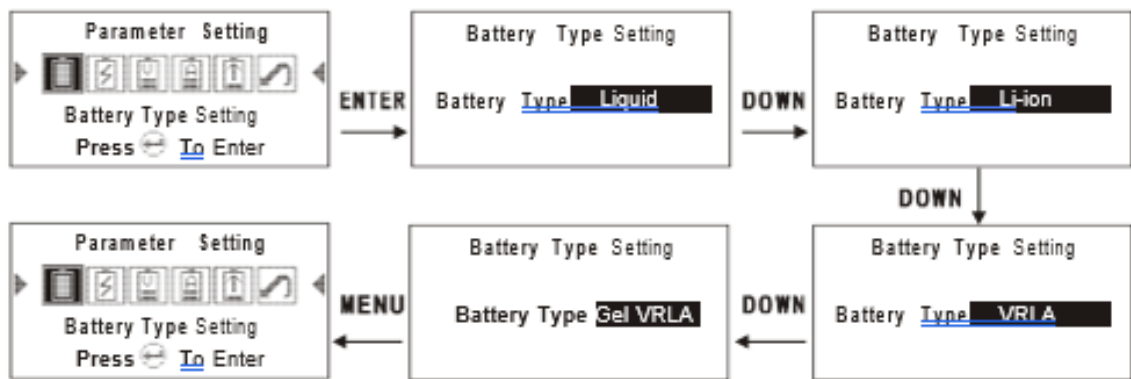 Parameter Setting
Battery Type Setting
Press To Enter
ENTER
Battery Type Setting
Battery Type Liquid
DOWN
Battery Type Setting
Battery Type Li-ion
DOWN
Battery Type Setting
Battery Type VRLA
DOWN
Battery Type Setting
Battery Type Gel VRLA
MENU
Parameter Setting
Battery Type Setting
Press To Enter